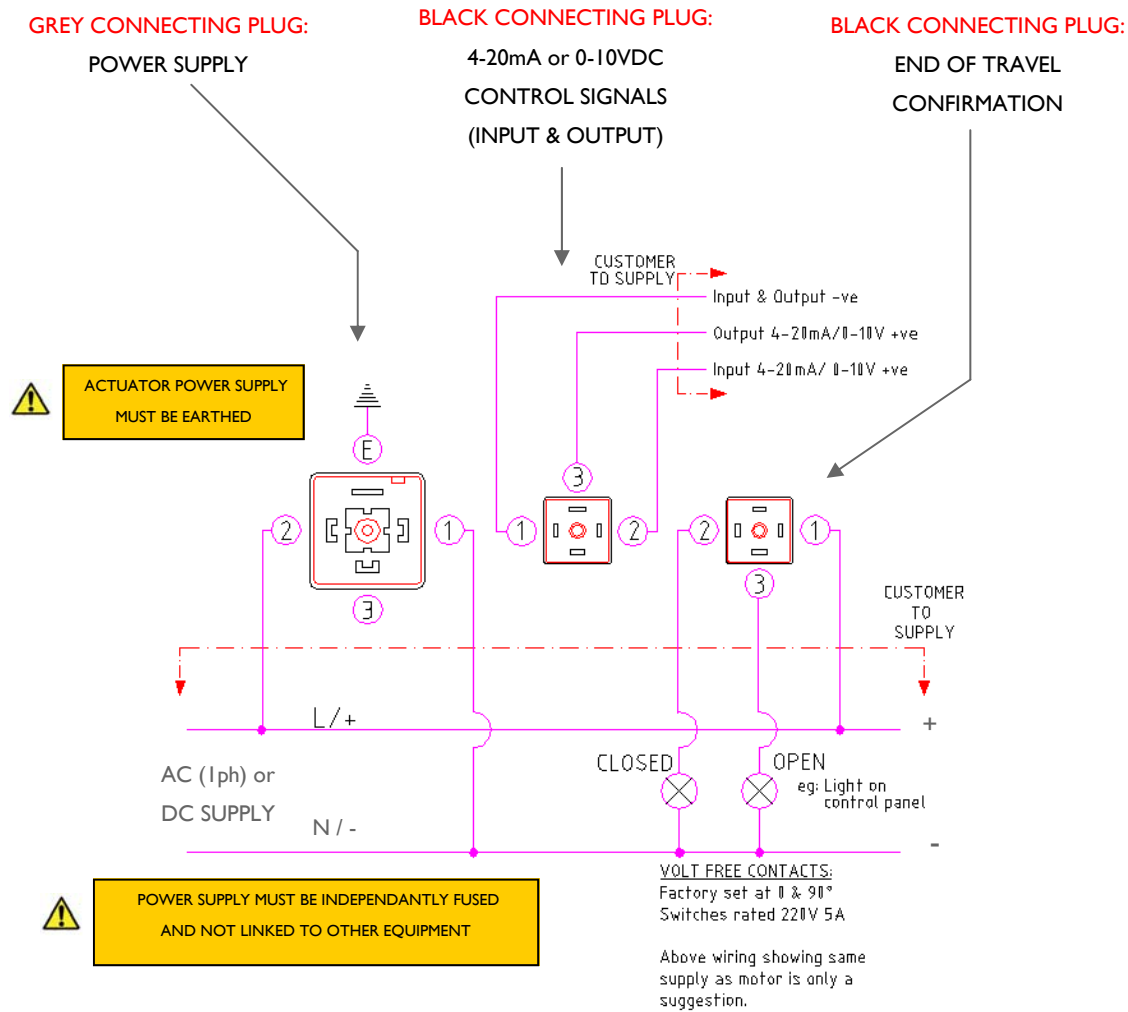 GREY CONNECTING PLUG:
POWER SUPPLY
BLACK CONNECTING PLUG:
4-20mA or 0-10VDC
CONTROL SIGNALS
(INPUT & OUTPUT)
BLACK CONNECTING PLUG:
END OF TRAVEL
CONFIRMATION
CUSTOMER
TO SUPPLY
Input & Output -ve
Output 4-20mA/0-10V +ve
Input 4-20mA/ 0-10V +ve
ACTUATOR POWER SUPPLY
MUST BE EARTHED
E
2
1
3
1
3
2
2
1
3
CUSTOMER
TO
SUPPLY
L/+
+
AC (1ph) or
DC SUPPLY
N / -
-
CLOSED
OPEN
eg: Light on
control panel
POWER SUPPLY MUST BE INDEPENDANTLY FUSED
AND NOT LINKED TO OTHER EQUIPMENT
VOLT FREE CONTACTS:
Factory set at 0 & 90°
Switches rated 220V 5A
Above wiring showing same
supply as motor is only a
suggestion.